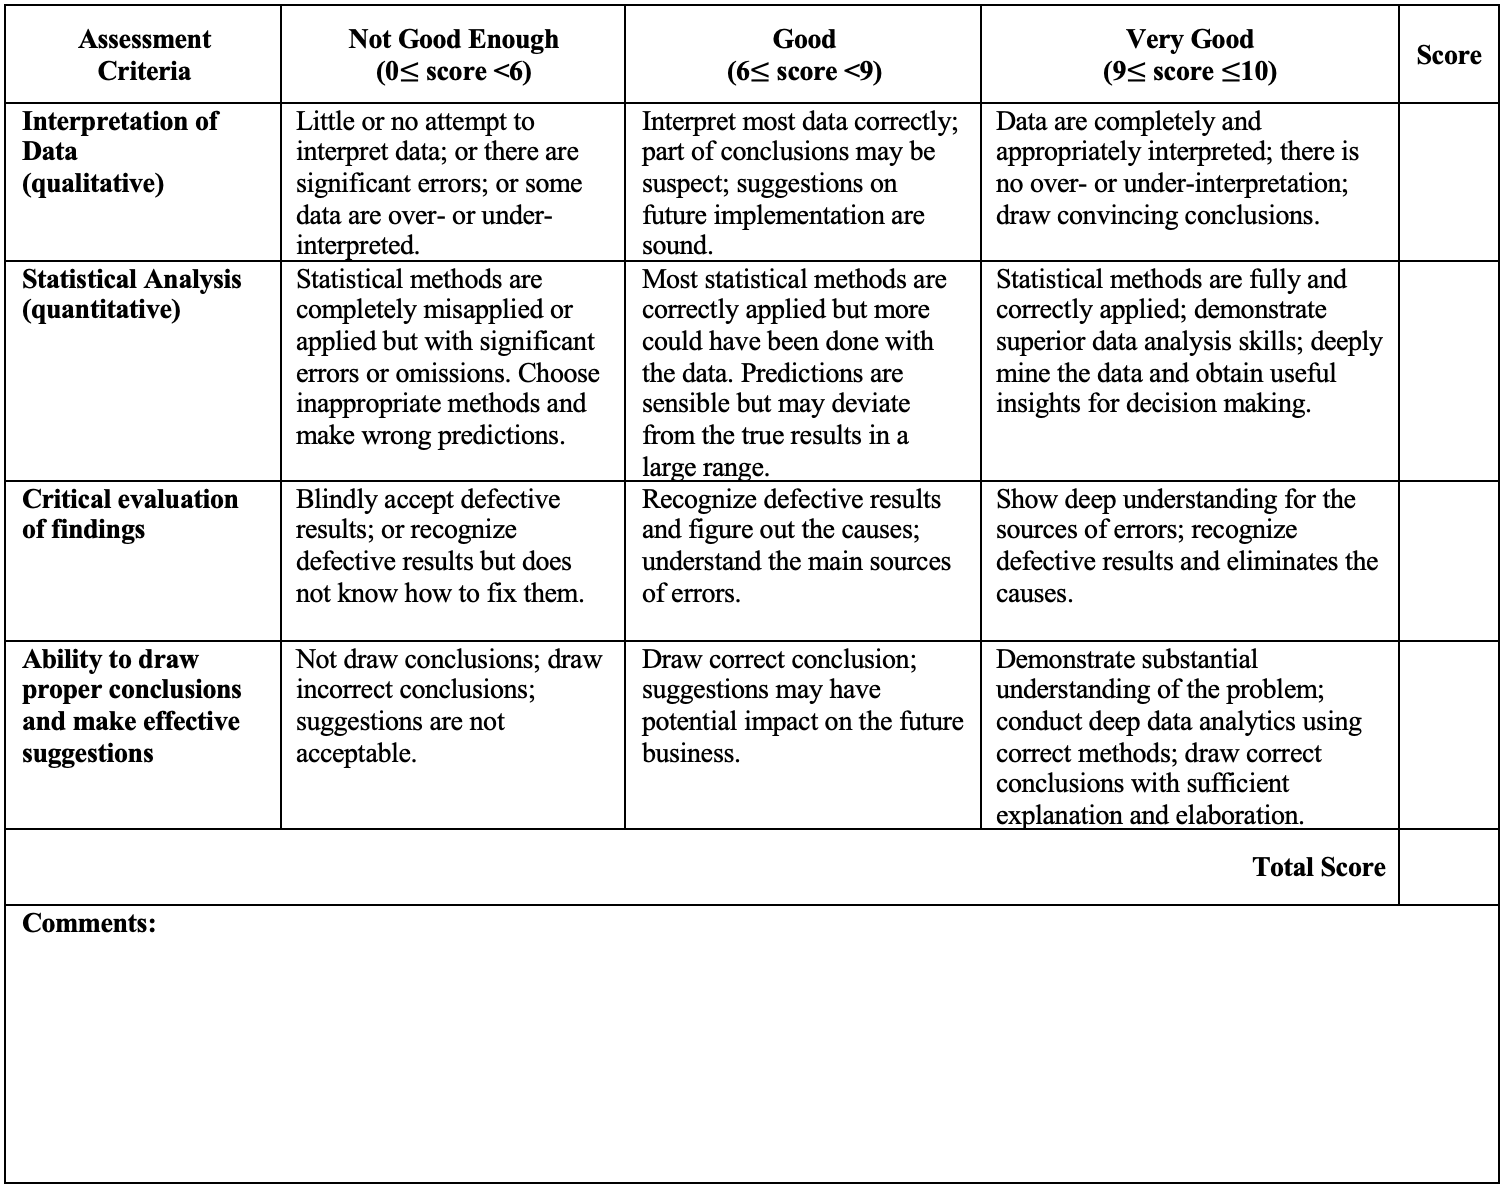 Assessment
Criteria
Not Good Enough
(0≤ score <6)
Good
(6≤ score <9)
Very Good
(9≤ score ≤10)
Score
Interpretation of
Data
(qualitative)
Little or no attempt to
interpret data; or there are
significant errors; or some
data are over- or under-
interpreted.
Interpret most data correctly;
part of conclusions may be
suspect; suggestions on
future implementation are
sound.
Data are completely and
appropriately interpreted; there is
no over- or under-interpretation;
draw convincing conclusions.
Statistical Analysis
(quantitative)
Statistical methods are
completely misapplied or
applied but with significant
errors or omissions. Choose
inappropriate methods and
make wrong predictions.
Most statistical methods are
correctly applied but more
could have been done with
the data. Predictions are
sensible but may deviate
from the true results in a
large range.
Statistical methods are fully and
correctly applied; demonstrate
superior data analysis skills; deeply
mine the data and obtain useful
insights for decision making.
Critical evaluation
of findings
Blindly accept defective
results; or recognize
defective results but does
not know how to fix them.
Recognize defective results
and figure out the causes;
understand the main sources
of errors.
Show deep understanding for the
sources of errors; recognize
defective results and eliminates the
causes.
Ability to draw
proper conclusions
and make effective
suggestions
Not draw conclusions; draw
incorrect conclusions;
suggestions are not
acceptable.
Draw correct conclusion;
suggestions may have
potential impact on the future
business.
Demonstrate substantial
understanding of the problem;
conduct deep data analytics using
correct methods; draw correct
conclusions with sufficient
explanation and elaboration.
Total Score
Comments: